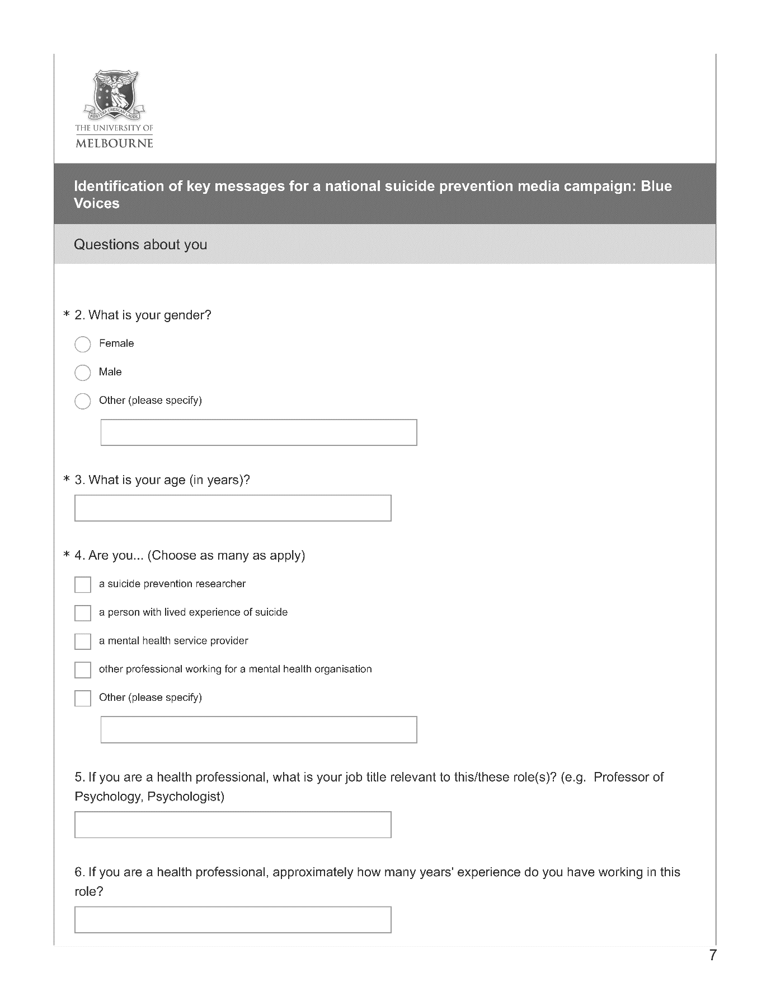 POSTERA CRESCAM LAUDE
THE UNIVERSITY OF
MELBOURNE
Identification of key messages for a national suicide prevention media campaign: Blue
Voices
Questions about you
* 2. What is your gender?
Female
Male
Other (please specify)
* 3. What is your age (in years)?
* 4. Are you... (Choose as many as apply)
a suicide prevention researcher
a person with lived experience of suicide
a mental health service provider
other professional working for a mental health organisation
Other (please specify)
5. If you are a health professional, what is your job title relevant to this/these role(s)? (e.g.  Professor of
Psychology, Psychologist)
6. If you are a health professional, approximately how many years' experience do you have working in this
role?
7